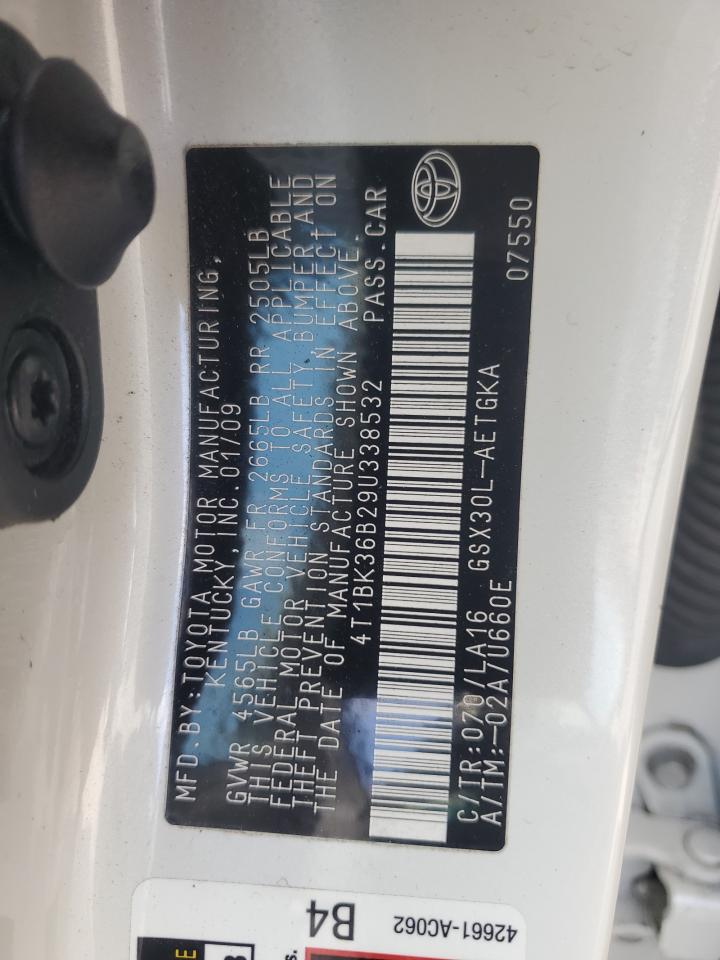 MFD.BY:TOYOTA MOTOR MANUFACTURING,
KENTUCKY,INC.01/09
GVWR 4565LB GAWR FR 2665LB RR 2505LB
THIS VEHICLE CONFORMS TO ALL APPLICABLE
FEDERAL MOTOR VEHICLE SAFETY,BUMPER,AND
THEFT PREVENTION STANDARDS IN EFFECT ON
THE DATE OF MANUFACTURE SHOWN ABOVE.
4T1BK36B29U338532 PASS.CAR
C/TR:070/LA16 GSX30L-AETGKA
A/TM:-02A/U660E 07550
B4
42661-AC062